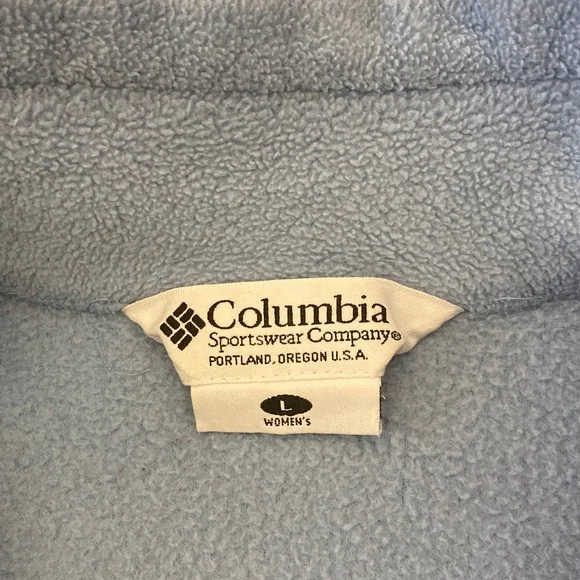 Columbia
Sportswear Company®
PORTLAND, OREGON U.S.A.
L
WOMEN'S